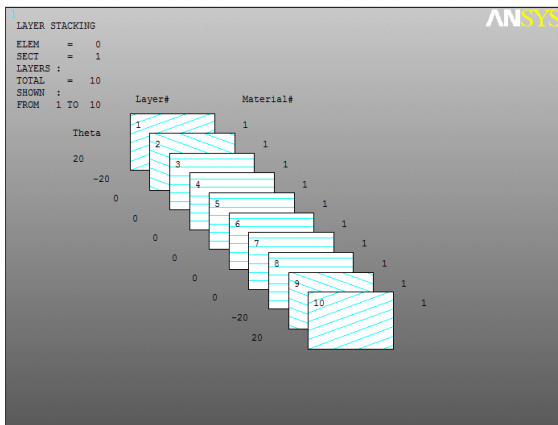 1
ANSYS
LAYER STACKING
ELEM = 0
SECT = 1
LAYERS :
TOTAL = 10
SHOWN :
FROM 1 TO 10
Layer# Material#
Theta
1 1
20 2 1
-20 3 1
0 4 1
0 5 1
0 6 1
0 7 1
0 8 1
0 9 1
-20 10 1
20